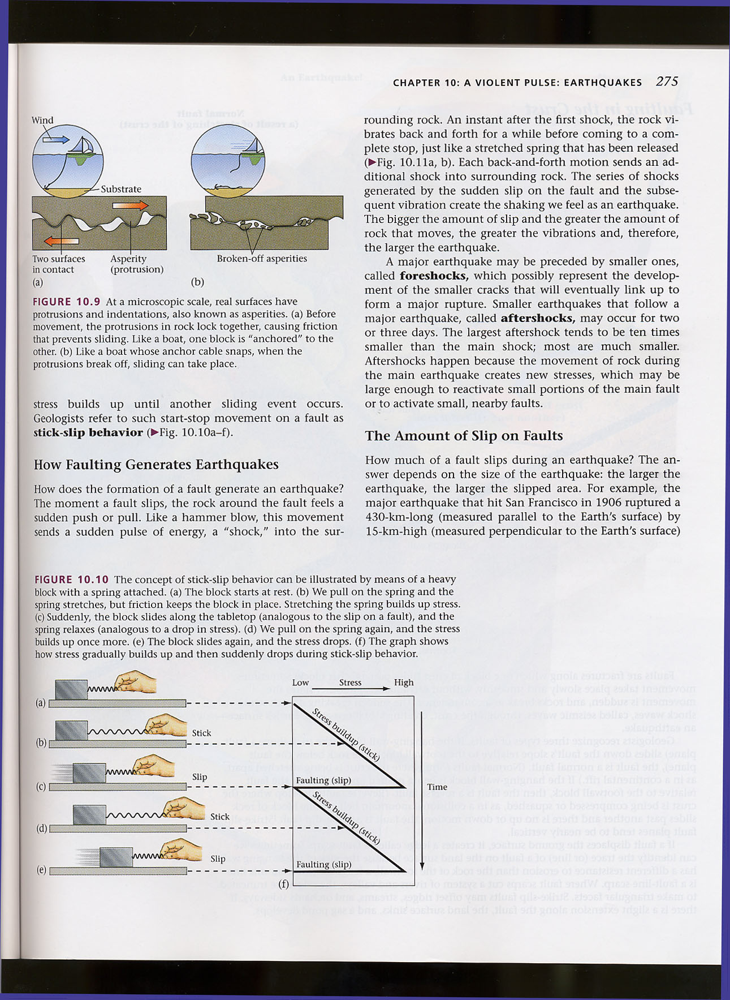 CHAPTER 10: A VIOLENT PULSE: EARTHQUAKES 275
Wind
Substrate
Two surfaces
in contact
Asperity
(protrusion)
Broken-off asperities
(a)
(b)
FIGURE 10.9 At a microscopic scale, real surfaces have
protrusions and indentations, also known as asperities. (a) Before
movement, the protrusions in rock lock together, causing friction
that prevents sliding. Like a boat, one block is “anchored” to the
other. (b) Like a boat whose anchor cable snaps, when the
protrusions break off, sliding can take place.
stress builds up until another sliding event occurs.
Geologists refer to such start-stop movement on a fault as
stick-slip behavior (▶Fig. 10.10a–f).
How Faulting Generates Earthquakes
How does the formation of a fault generate an earthquake?
The moment a fault slips, the rock around the fault feels a
sudden push or pull. Like a hammer blow, this movement
sends a sudden pulse of energy, a “shock,” into the sur-
rounding rock. An instant after the first shock, the rock vi-
brates back and forth for a while before coming to a com-
plete stop, just like a stretched spring that has been released
(▶Fig. 10.11a, b). Each back-and-forth motion sends an ad-
ditional shock into surrounding rock. The series of shocks
generated by the sudden slip on the fault and the subse-
quent vibration create the shaking we feel as an earthquake.
The bigger the amount of slip and the greater the amount of
rock that moves, the greater the vibrations and, therefore,
the larger the earthquake.
A major earthquake may be preceded by smaller ones,
called foreshocks, which possibly represent the develop-
ment of the smaller cracks that will eventually link up to
form a major rupture. Smaller earthquakes that follow a
major earthquake, called aftershocks, may occur for two
or three days. The largest aftershock tends to be ten times
smaller than the main shock; most are much smaller.
Aftershocks happen because the movement of rock during
the main earthquake creates new stresses, which may be
large enough to reactivate small portions of the main fault
or to activate small, nearby faults.
The Amount of Slip on Faults
How much of a fault slips during an earthquake? The an-
swer depends on the size of the earthquake: the larger the
earthquake, the larger the slipped area. For example, the
major earthquake that hit San Francisco in 1906 ruptured a
430-km-long (measured parallel to the Earth’s surface) by
15-km-high (measured perpendicular to the Earth’s surface)
FIGURE 10.10 The concept of stick-slip behavior can be illustrated by means of a heavy
block with a spring attached. (a) The block starts at rest. (b) We pull on the spring and the
spring stretches, but friction keeps the block in place. Stretching the spring builds up stress.
(c) Suddenly, the block slides along the tabletop (analogous to the slip on a fault), and the
spring relaxes (analogous to a drop in stress). (d) We pull on the spring again, and the stress
builds up once more. (e) The block slides again, and the stress drops. (f) The graph shows
how stress gradually builds up and then suddenly drops during stick-slip behavior.
(a)
(b)
Stick
(c)
Slip
(d)
Stick
(e)
Slip
Low Stress High
Stress buildup (stick)
Faulting (slip)
Stress buildup (stick)
Faulting (slip)
Time
(f)